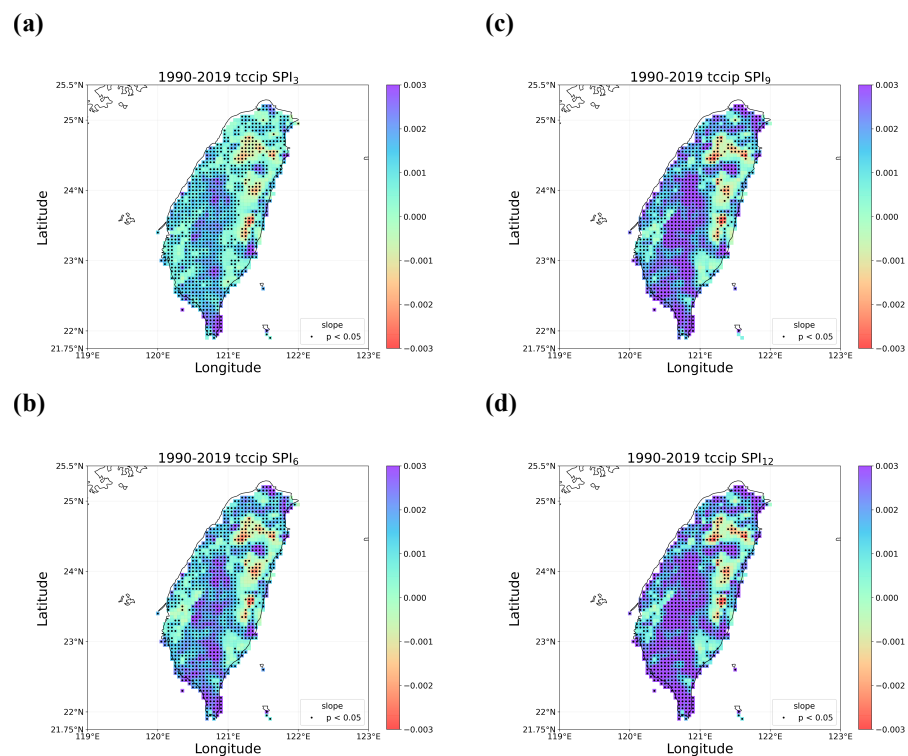 (a)
1990-2019 tccip SPI3
25.5°N
25°N
24°N
23°N
22°N
21.75°N
119°E 120°E 121°E 122°E 123°E
Latitude
Longitude
slope
p < 0.05
0.003
0.002
0.001
0.000
−0.001
−0.002
−0.003
(c)
1990-2019 tccip SPI9
25.5°N
25°N
24°N
23°N
22°N
21.75°N
119°E 120°E 121°E 122°E 123°E
Latitude
Longitude
slope
p < 0.05
0.003
0.002
0.001
0.000
−0.001
−0.002
−0.003
(b)
1990-2019 tccip SPI6
25.5°N
25°N
24°N
23°N
22°N
21.75°N
119°E 120°E 121°E 122°E 123°E
Latitude
Longitude
slope
p < 0.05
0.003
0.002
0.001
0.000
−0.001
−0.002
−0.003
(d)
1990-2019 tccip SPI12
25.5°N
25°N
24°N
23°N
22°N
21.75°N
119°E 120°E 121°E 122°E 123°E
Latitude
Longitude
slope
p < 0.05
0.003
0.002
0.001
0.000
−0.001
−0.002
−0.003